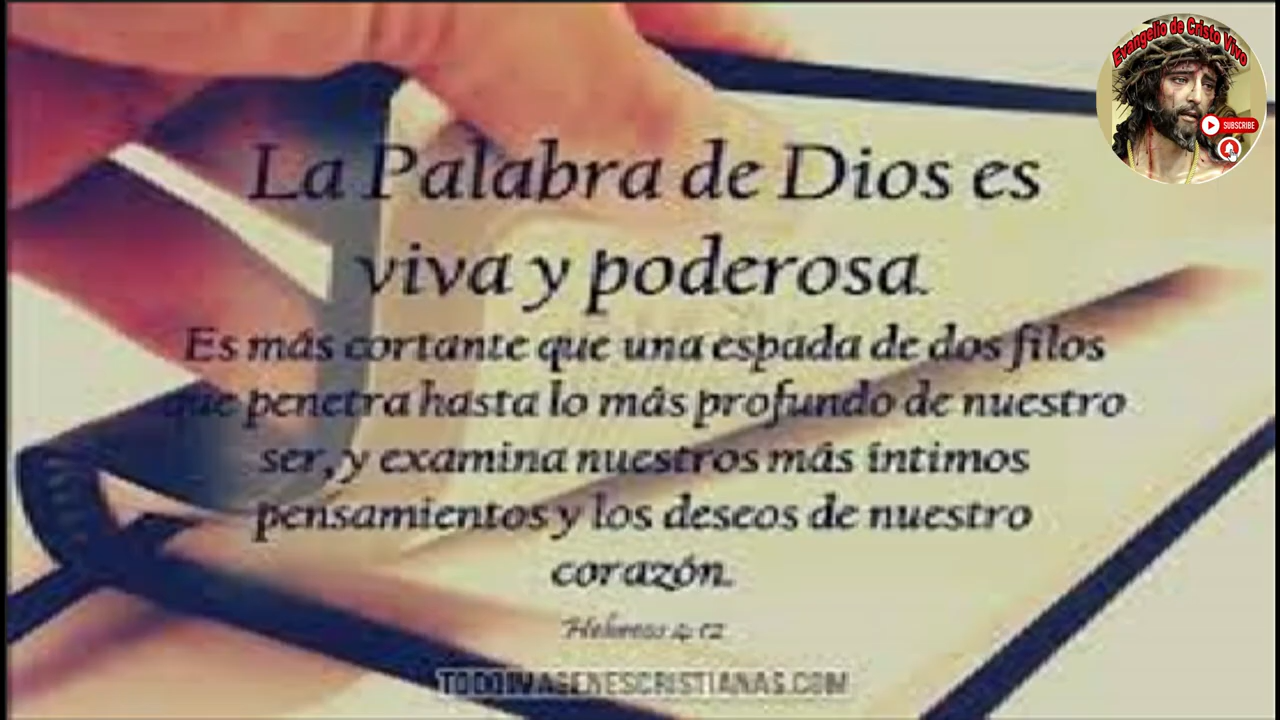 Evangelio de Cristo Vivo
SUBSCRIBE
La Palabra de Dios es
viva y poderosa.
Es más cortante que una espada de dos filos
que penetra hasta lo más profundo de nuestro
ser, y examina nuestros más íntimos
pensamientos y los deseos de nuestro
corazón.
Hebreos 4:12
TODOIMAGENESCRISTIANAS.COM